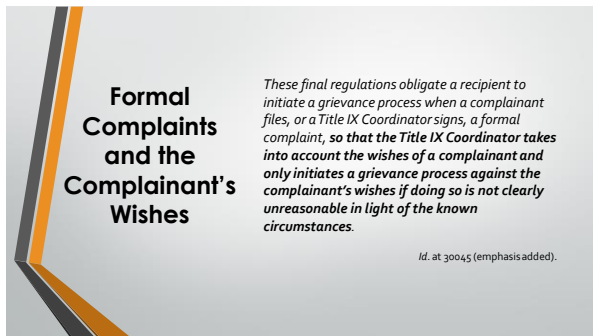 Formal
Complaints
and the
Complainant's
Wishes
These final regulations obligate a recipient to
initiate a grievance process when a complainant
files, or a Title IX Coordinator signs, a formal
complaint, so that the Title IX Coordinator takes
into account the wishes of a complainant and
only initiates a grievance process against the
complainant's wishes if doing so is not clearly
unreasonable in light of the known
circumstances.
Id. at 30045 (emphasis added).